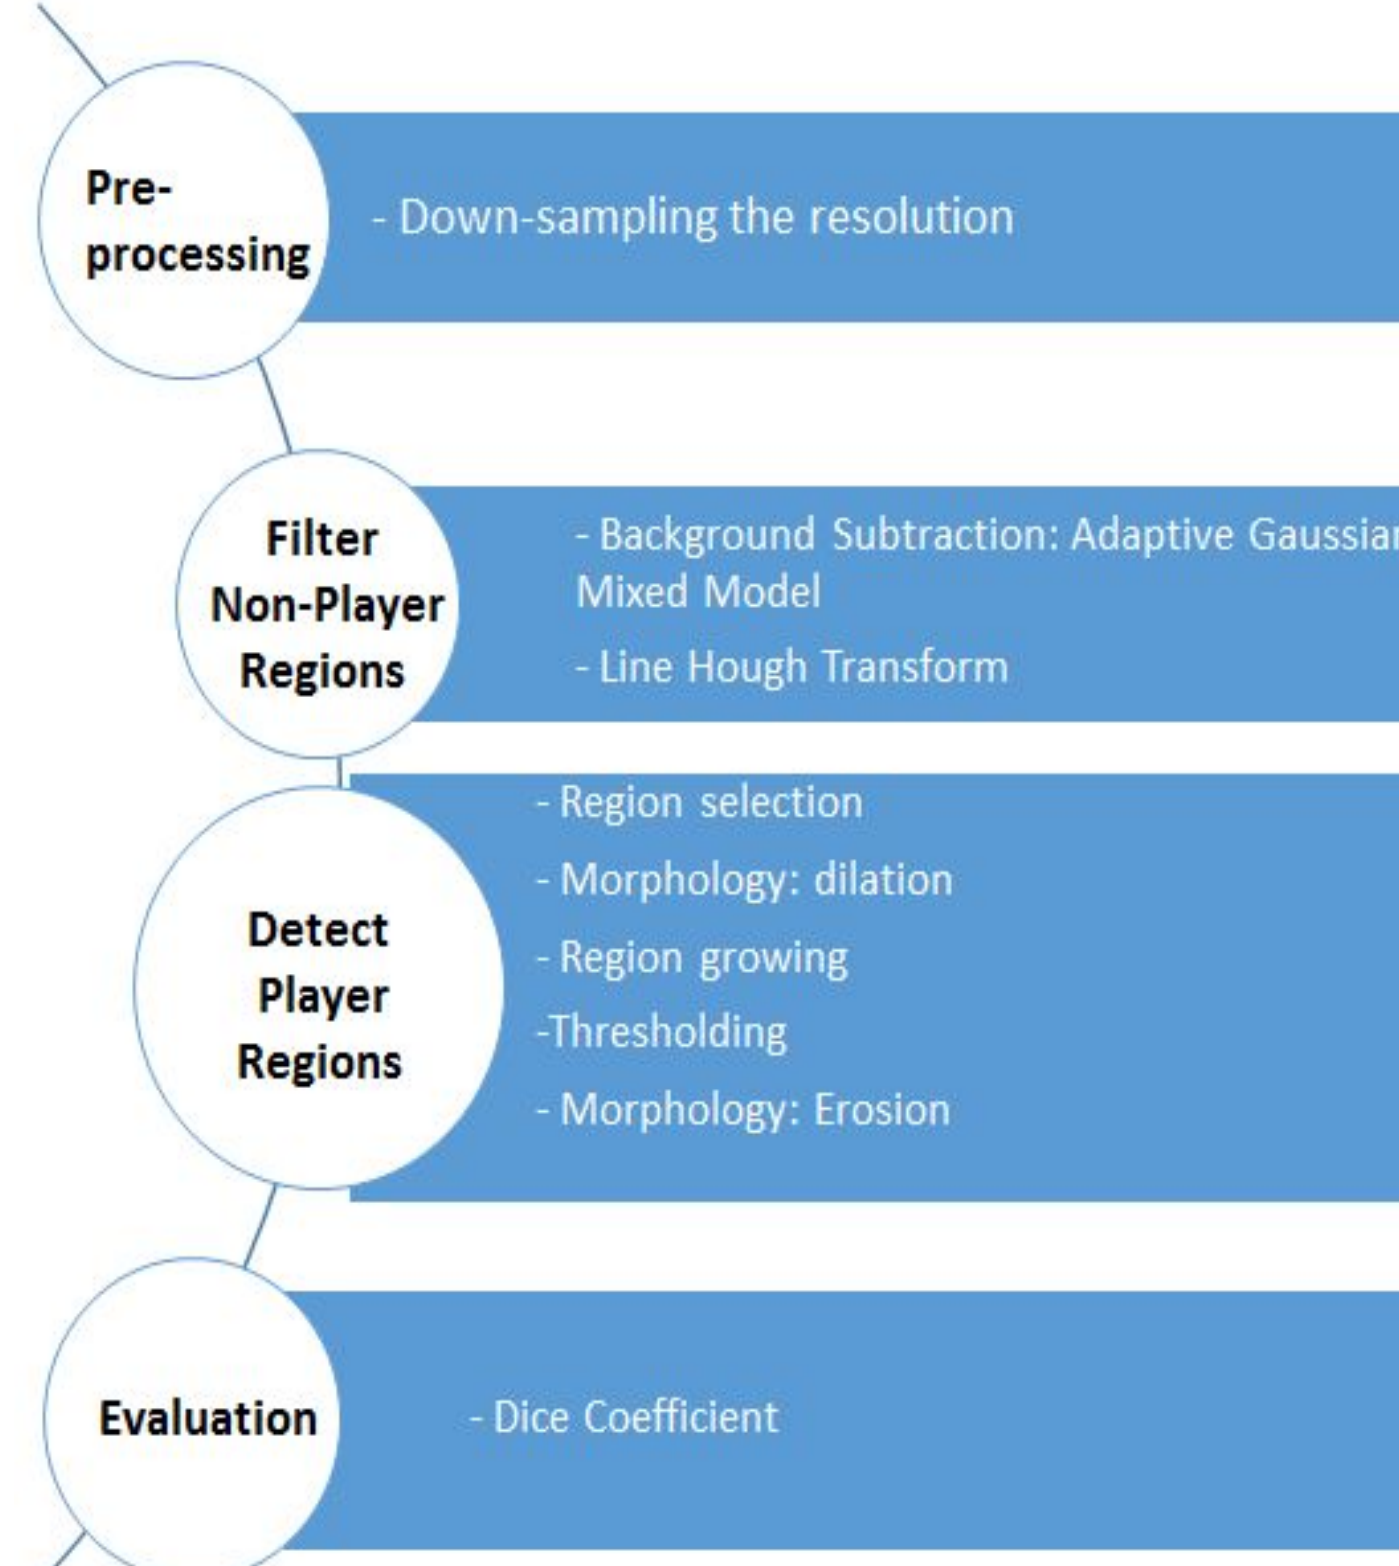 Pre-
processing
- Down-sampling the resolution
Filter
Non-Player
Regions
- Background Subtraction: Adaptive Gaussian
Mixed Model
- Line Hough Transform
Detect
Player
Regions
- Region selection
- Morphology: dilation
- Region growing
-Thresholding
- Morphology: Erosion
Evaluation
- Dice Coefficient